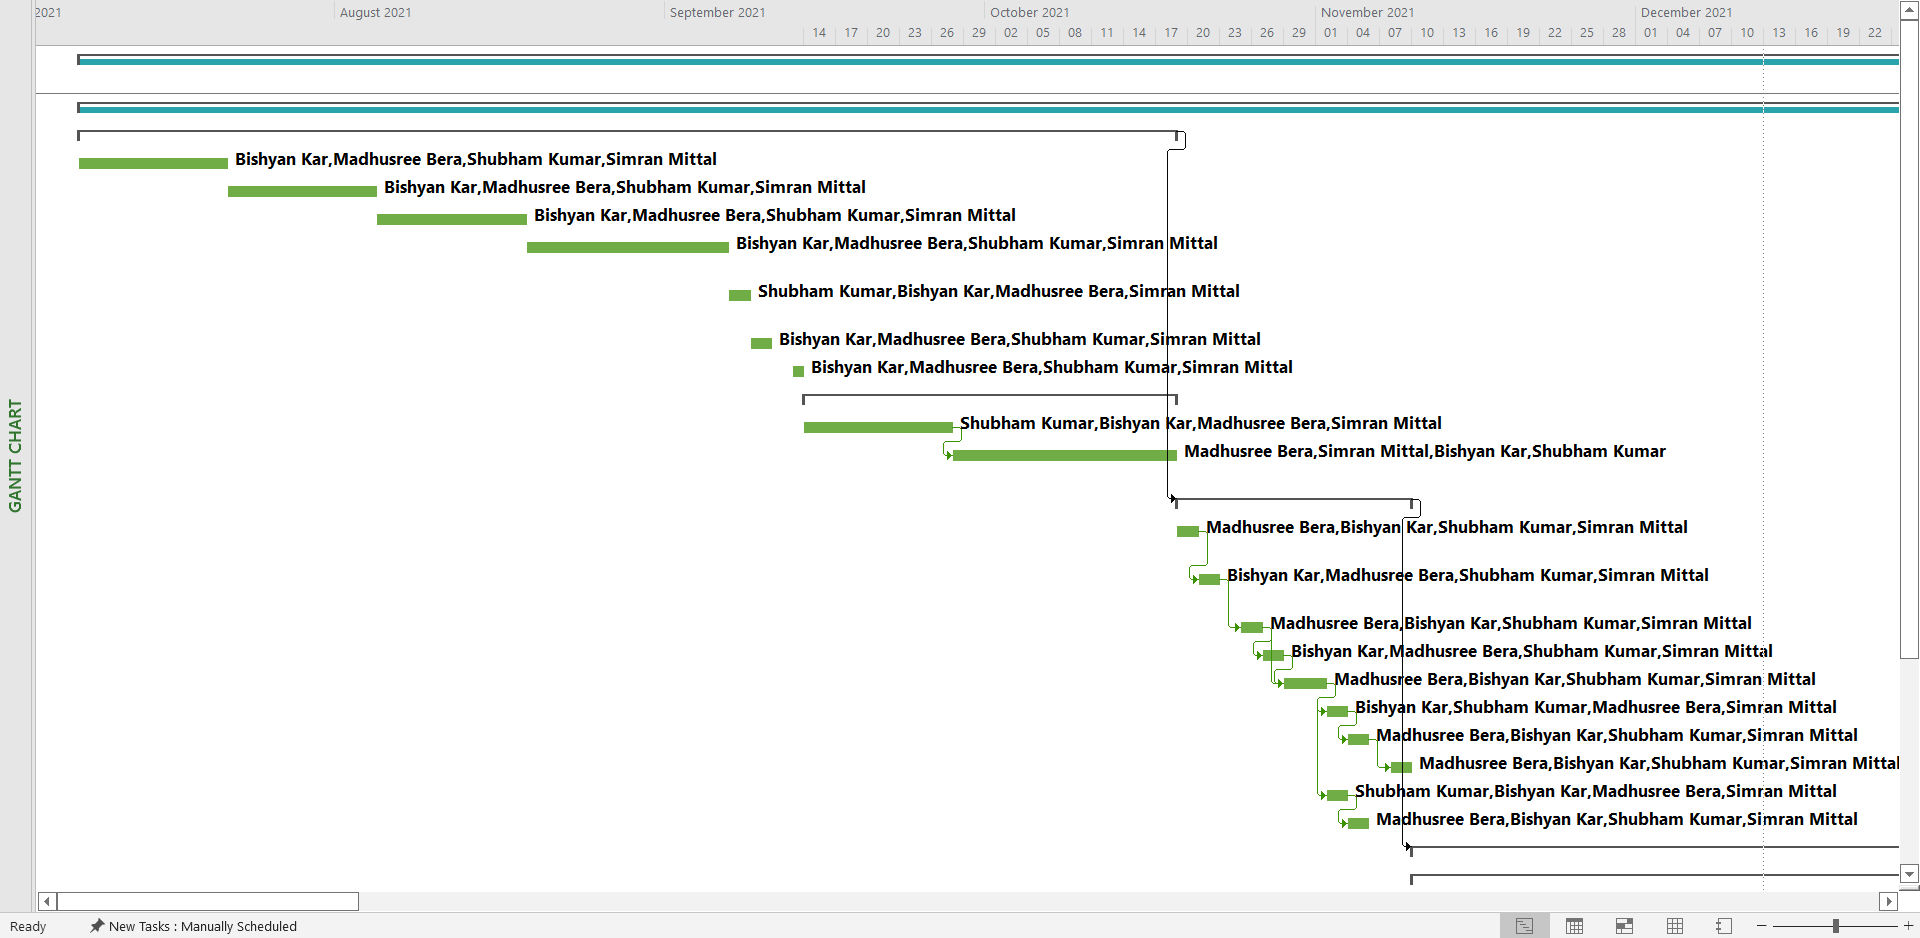 2021 August 2021 September 2021 October 2021 November 2021 December 2021
14 17 20 23 26 29 02 05 08 11 14 17 20 23 26 29 01 04 07 10 13 16 19 22 25 28 01 04 07 10 13 16 19 22
Bishyan Kar,Madhusree Bera,Shubham Kumar,Simran Mittal
Bishyan Kar,Madhusree Bera,Shubham Kumar,Simran Mittal
Bishyan Kar,Madhusree Bera,Shubham Kumar,Simran Mittal
Bishyan Kar,Madhusree Bera,Shubham Kumar,Simran Mittal
Shubham Kumar,Bishyan Kar,Madhusree Bera,Simran Mittal
Bishyan Kar,Madhusree Bera,Shubham Kumar,Simran Mittal
Bishyan Kar,Madhusree Bera,Shubham Kumar,Simran Mittal
Shubham Kumar,Bishyan Kar,Madhusree Bera,Simran Mittal
Madhusree Bera,Simran Mittal,Bishyan Kar,Shubham Kumar
Madhusree Bera,Bishyan Kar,Shubham Kumar,Simran Mittal
Bishyan Kar,Madhusree Bera,Shubham Kumar,Simran Mittal
Madhusree Bera,Bishyan Kar,Shubham Kumar,Simran Mittal
Bishyan Kar,Madhusree Bera,Shubham Kumar,Simran Mittal
Madhusree Bera,Bishyan Kar,Shubham Kumar,Simran Mittal
Bishyan Kar,Shubham Kumar,Madhusree Bera,Simran Mittal
Madhusree Bera,Bishyan Kar,Shubham Kumar,Simran Mittal
Madhusree Bera,Bishyan Kar,Shubham Kumar,Simran Mittal
Shubham Kumar,Bishyan Kar,Madhusree Bera,Simran Mittal
Madhusree Bera,Bishyan Kar,Shubham Kumar,Simran Mittal
GANTT CHART
Ready New Tasks : Manually Scheduled